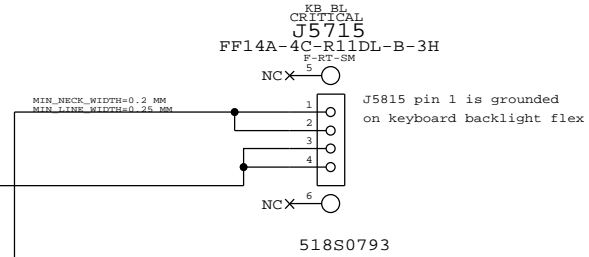 KB_BL
CRITICAL
J5715
FF14A-4C-R11DL-B-3H
F-RT-SM
NC 5
MIN_NECK_WIDTH=0.2 MM
MIN_LINE_WIDTH=0.25 MM
1
2
3
4
J5815 pin 1 is grounded
on keyboard backlight flex
NC 6
518S0793